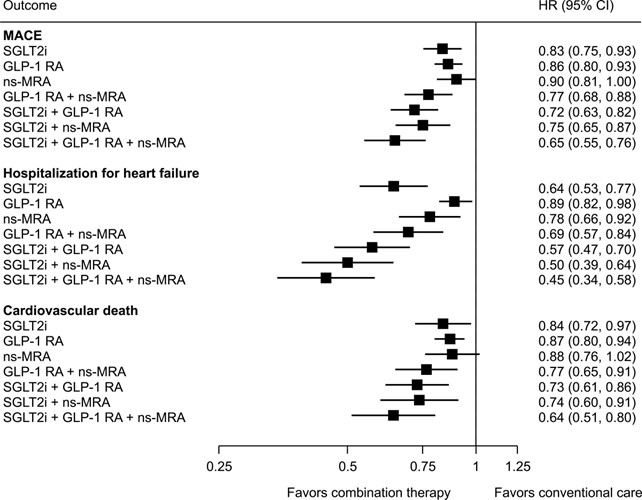 Outcome HR (95% CI)
MACE
SGLT2i 0.83 (0.75, 0.93)
GLP-1 RA 0.86 (0.80, 0.93)
ns-MRA 0.90 (0.81, 1.00)
GLP-1 RA + ns-MRA 0.77 (0.68, 0.88)
SGLT2i + GLP-1 RA 0.72 (0.63, 0.82)
SGLT2i + ns-MRA 0.75 (0.65, 0.87)
SGLT2i + GLP-1 RA + ns-MRA 0.65 (0.55, 0.76)
Hospitalization for heart failure
SGLT2i 0.64 (0.53, 0.77)
GLP-1 RA 0.89 (0.82, 0.98)
ns-MRA 0.78 (0.66, 0.92)
GLP-1 RA + ns-MRA 0.69 (0.57, 0.84)
SGLT2i + GLP-1 RA 0.57 (0.47, 0.70)
SGLT2i + ns-MRA 0.50 (0.39, 0.64)
SGLT2i + GLP-1 RA + ns-MRA 0.45 (0.34, 0.58)
Cardiovascular death
SGLT2i 0.84 (0.72, 0.97)
GLP-1 RA 0.87 (0.80, 0.94)
ns-MRA 0.88 (0.76, 1.02)
GLP-1 RA + ns-MRA 0.77 (0.65, 0.91)
SGLT2i + GLP-1 RA 0.73 (0.61, 0.86)
SGLT2i + ns-MRA 0.74 (0.60, 0.91)
SGLT2i + GLP-1 RA + ns-MRA 0.64 (0.51, 0.80)
0.25 0.5 0.75 1 1.25
Favors combination therapy Favors conventional care